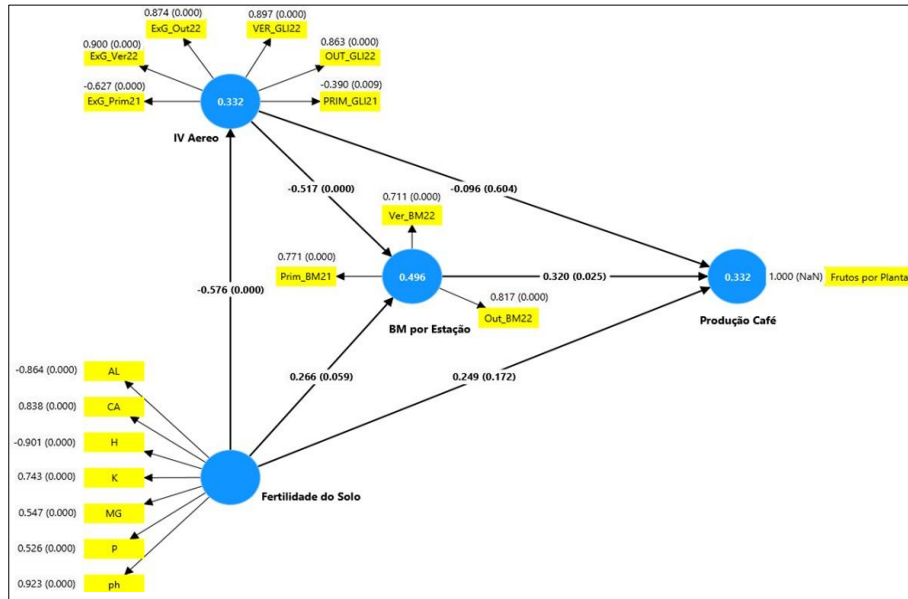 0.874 (0.000)
ExG_Out22
0.897 (0.000)
VER_GLI22
0.900 (0.000)
ExG_Ver22
0.863 (0.000)
OUT_GLI22
-0.627 (0.000)
ExG_Prim21
0.332
-0.390 (0.009)
PRIM_GLI21
IV Aereo
-0.517 (0.000)
-0.096 (0.604)
0.711 (0.000)
Ver_BM22
0.771 (0.000)
Prim_BM21
0.496
0.817 (0.000)
Out_BM22
BM por Estação
0.320 (0.025)
0.332
1.000 (NaN)
Frutos por Planta
Produção Café
-0.576 (0.000)
0.266 (0.059)
0.249 (0.172)
-0.864 (0.000) AL
0.838 (0.000) CA
-0.901 (0.000) H
0.743 (0.000) K
0.547 (0.000) MG
0.526 (0.000) P
0.923 (0.000) ph
Fertilidade do Solo